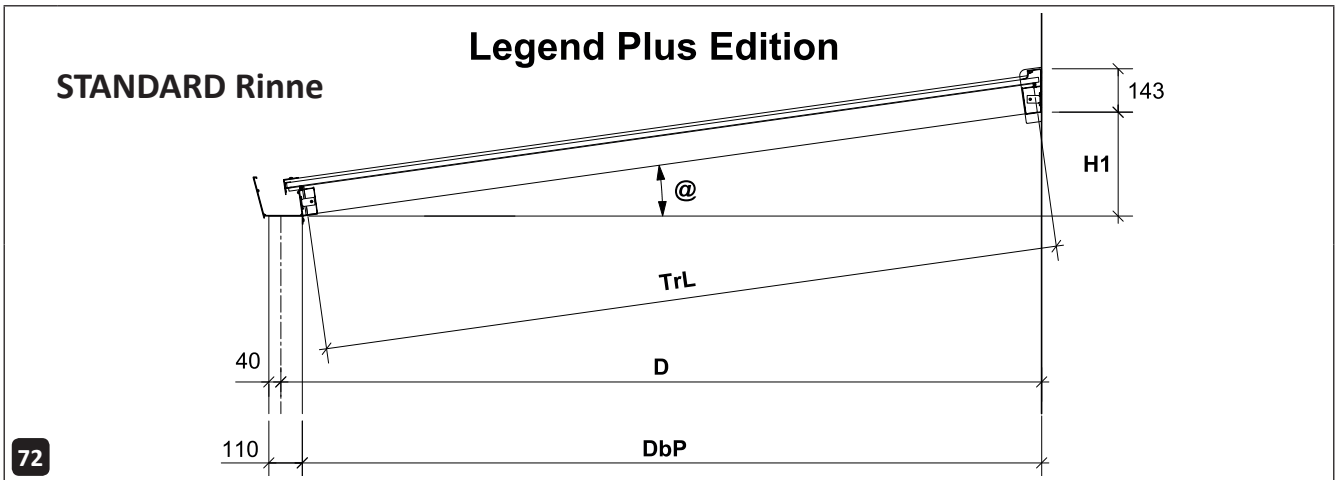 Legend Plus Edition
STANDARD Rinne
143
H1
@
TrL
40
D
110
DbP
72